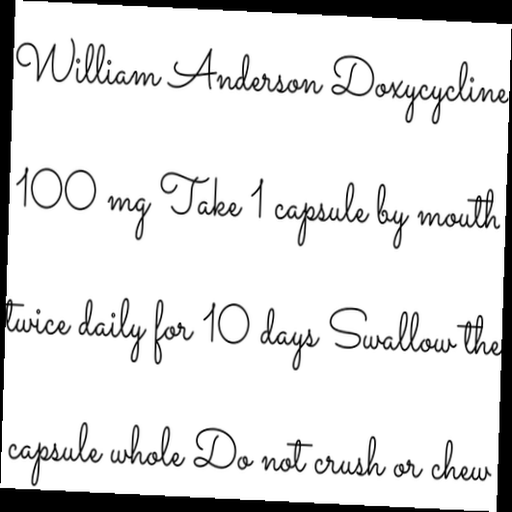 William Anderson Doxycycline
100 mg Take 1 capsule by mouth
twice daily for 10 days Swallow the
capsule whole Do not crush or chew